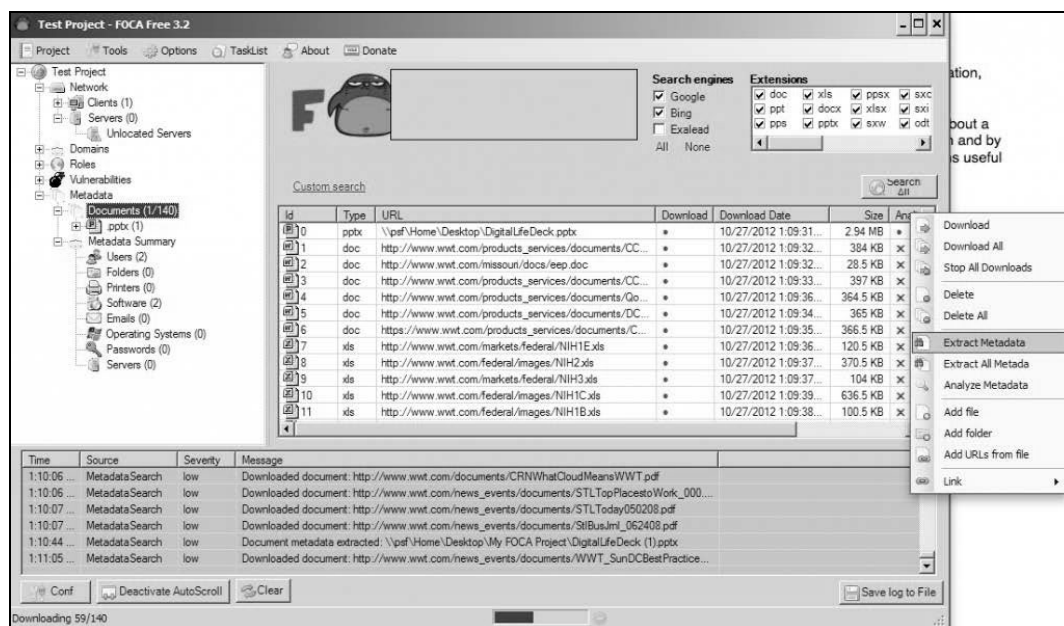 Test Project - FOCA Free 3.2
Project Tools Options TaskList About Donate
Test Project
Network
Clients (1)
Servers (0)
Unlocated Servers
Domains
Roles
Vulnerabilities
Metadata
Documents (1/140)
.pptx (1)
Metadata Summary
Users (2)
Folders (0)
Printers (0)
Software (2)
Emails (0)
Operating Systems (0)
Passwords (0)
Servers (0)
F
Search engines
Google
Bing
Exalead
All None
Extensions
doc xls ppsx sxc
ppt docx xlsx sxi
pps pptx sxw odt
Custom search
Search All
Id Type URL Download Download Date Size
0 pptx \\psf\Home\Desktop\DigitalLifeDeck.pptx • 10/27/2012 1:09:31... 2.94 MB •
1 doc http://www.wwt.com/products_services/documents/CC... • 10/27/2012 1:09:32... 384 KB ×
2 doc http://www.wwt.com/missouri/docs/eep.doc • 10/27/2012 1:09:32... 28.5 KB ×
3 doc http://www.wwt.com/products_services/documents/CC... • 10/27/2012 1:09:33... 397 KB ×
4 doc http://www.wwt.com/products_services/documents/Qo... • 10/27/2012 1:09:36... 364.5 KB ×
5 doc http://www.wwt.com/products_services/documents/DC... • 10/27/2012 1:09:34... 365 KB ×
6 doc https://www.wwt.com/products_services/documents/C... • 10/27/2012 1:09:35... 366.5 KB ×
7 xls http://www.wwt.com/markets/federal/NIH1E.xls • 10/27/2012 1:09:36... 120.5 KB ×
8 xls http://www.wwt.com/federal/images/NIH2.xls • 10/27/2012 1:09:37... 370.5 KB ×
9 xls http://www.wwt.com/markets/federal/NIH3.xls • 10/27/2012 1:09:37... 104 KB ×
10 xls http://www.wwt.com/federal/images/NIH1C.xls • 10/27/2012 1:09:39... 636.5 KB ×
11 xls http://www.wwt.com/federal/images/NIH1B.xls • 10/27/2012 1:09:38... 100.5 KB ×
Download
Download All
Stop All Downloads
Delete
Delete All
Extract Metadata
Extract All Metada
Analyze Metadata
Add file
Add folder
Add URLs from file
Link
ation,
bout a
and by
useful
Time Source Severity Message
1:10:06 ... MetadataSearch low Downloaded document: http://www.wwt.com/documents/CRNWhatCloudMeansWWT.pdf
1:10:06 ... MetadataSearch low Downloaded document: http://www.wwt.com/news_events/documents/STLTopPlacestoWork_000....
1:10:07 ... MetadataSearch low Downloaded document: http://www.wwt.com/news_events/documents/STLToday050208.pdf
1:10:07 ... MetadataSearch low Downloaded document: http://www.wwt.com/news_events/documents/StlBusJrnl_062408.pdf
1:10:44 ... MetadataSearch low Document metadata extracted: \\psf\Home\Desktop\My FOCA Project\DigitalLifeDeck (1).pptx
1:11:05 ... MetadataSearch low Downloaded document: http://www.wwt.com/news_events/documents/WWT_SunDCBestPractice...
Conf Deactivate AutoScroll Clear Save log to File
Downloading 59/140